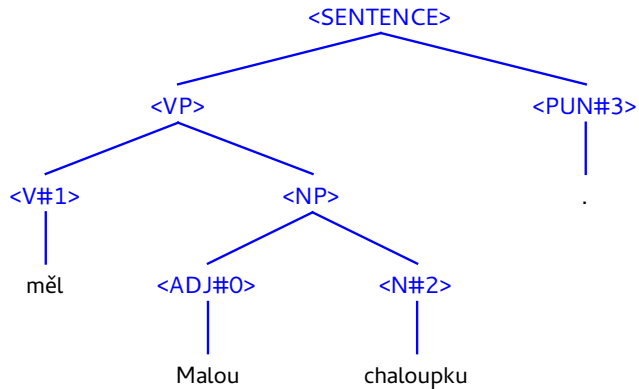 <SENTENCE>
<VP> <PUN#3>
<V#1> <NP> .
měl <ADJ#0> <N#2>
Malou chaloupku